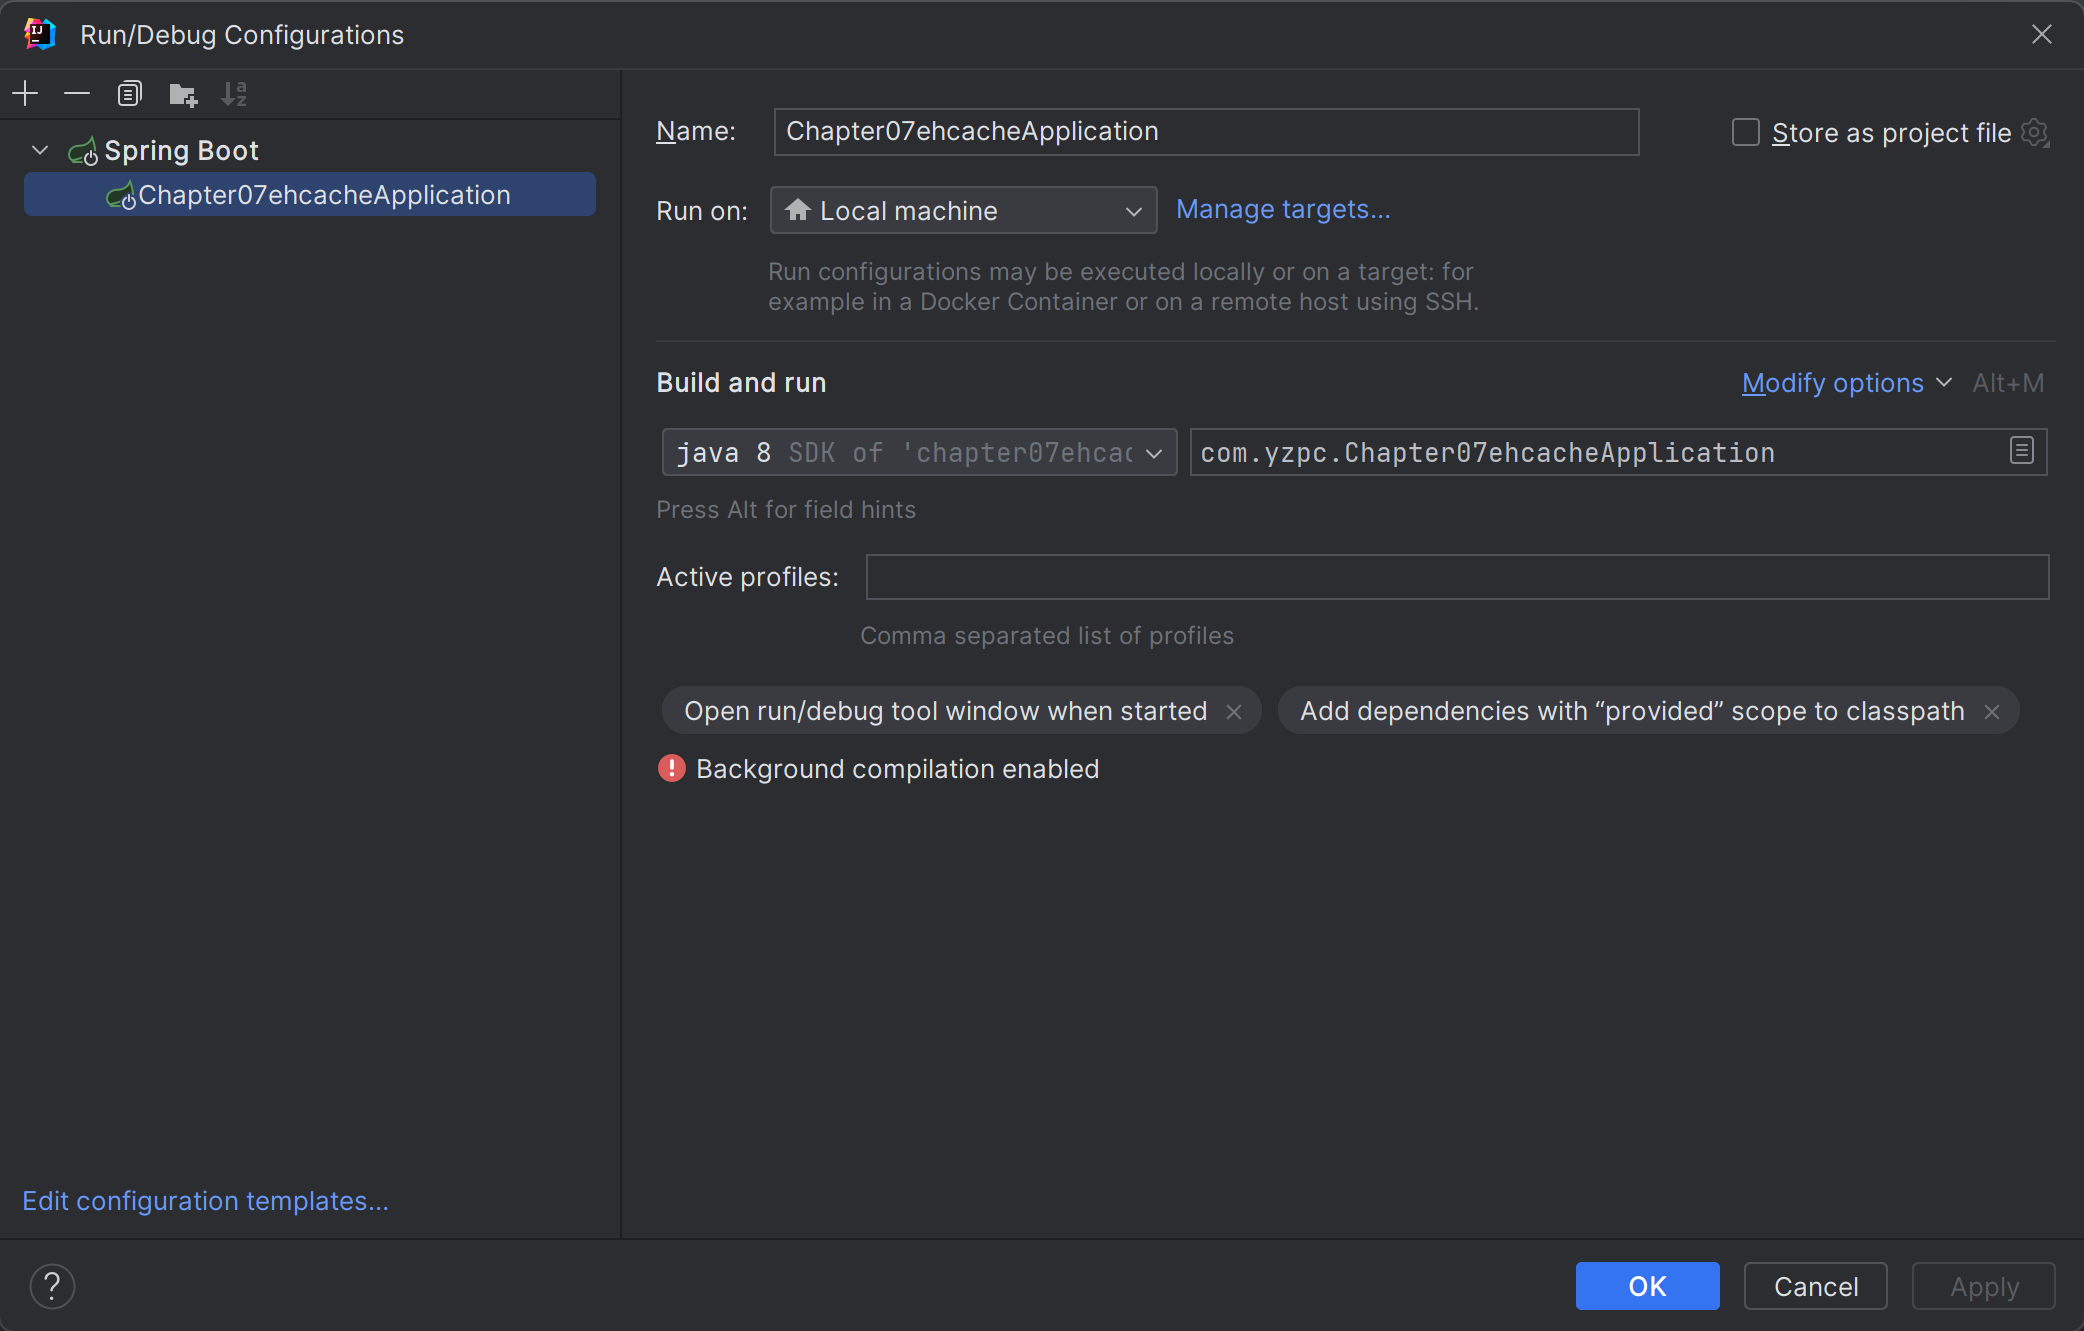 Run/Debug Configurations
Spring Boot
Chapter07ehcacheApplication
Edit configuration templates...
Name:
Chapter07ehcacheApplication
Store as project file
Run on:
Local machine
Manage targets...
Run configurations may be executed locally or on a target: for
example in a Docker Container or on a remote host using SSH.
Build and run
Modify options
Alt+M
java 8 SDK of 'chapter07ehcac
com.yzpc.Chapter07ehcacheApplication
Press Alt for field hints
Active profiles:
Comma separated list of profiles
Open run/debug tool window when started
Add dependencies with “provided” scope to classpath
Background compilation enabled
?
OK
Cancel
Apply